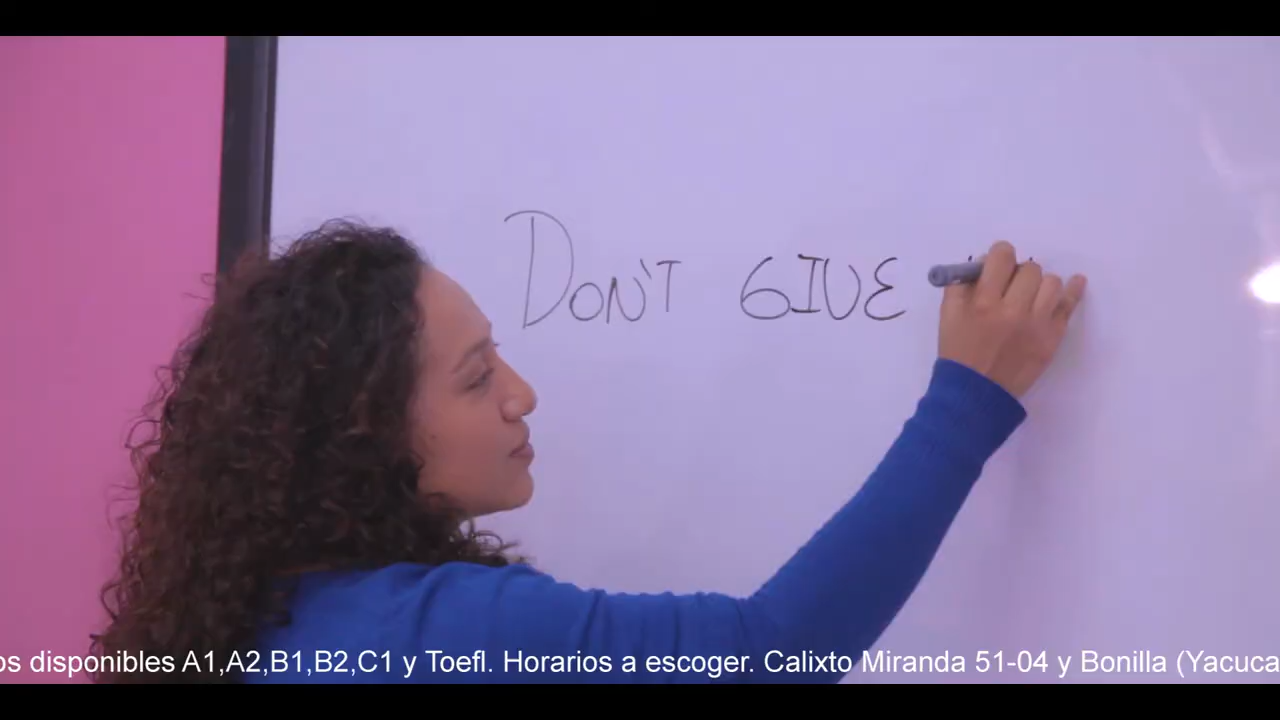 DON'T GIVE
os disponibles A1,A2,B1,B2,C1 y Toefl. Horarios a escoger. Calixto Miranda 51-04 y Bonilla (Yacuca